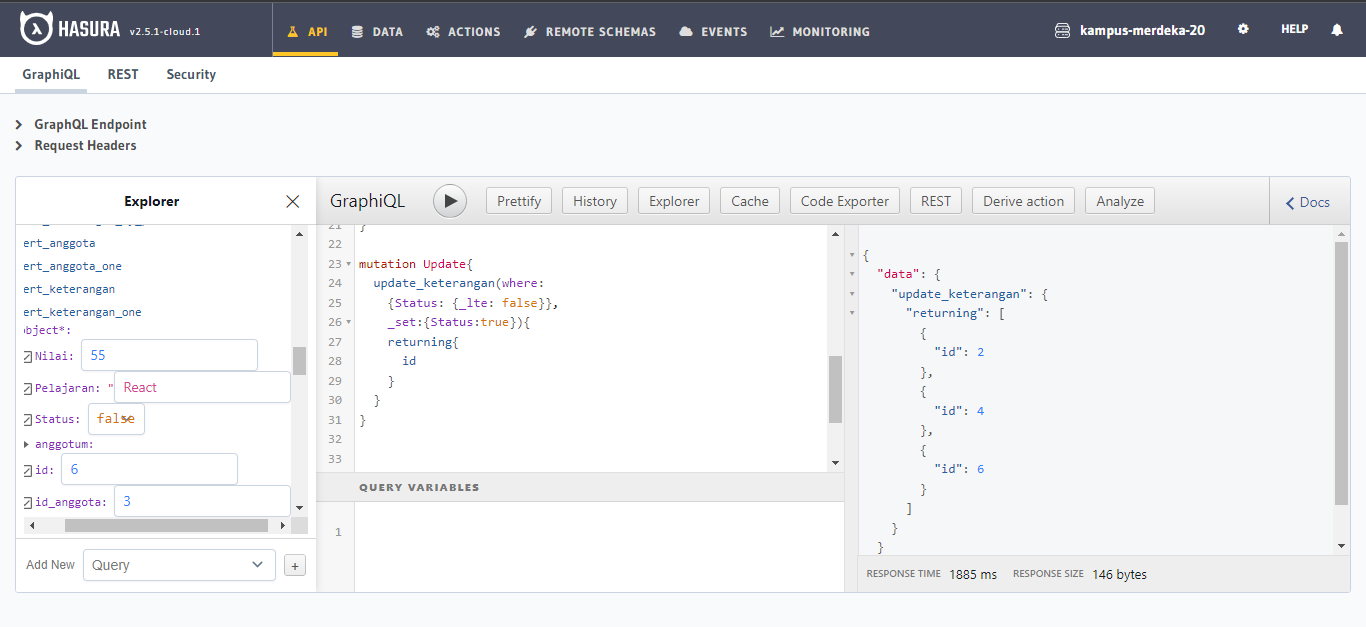 HASURA v2.5.1-cloud.1 API DATA ACTIONS REMOTE SCHEMAS EVENTS MONITORING kampus-merdeka-20 HELP
GraphiQL REST Security
GraphQL Endpoint
Request Headers
Explorer
ert_anggota
ert_anggota_one
ert_keterangan
ert_keterangan_one
bject*:
Nilai: 55
Pelajaran: " React
Status: false
anggotum:
id: 6
id_anggota: 3
Add New Query +
GraphiQL Prettify History Explorer Cache Code Exporter REST Derive action Analyze Docs
21 }
22
23 mutation Update{
24 update_keterangan(where:
25 {Status: {_lte: false}},
26 _set:{Status:true}){
27 returning{
28 id
29 }
30 }
31 }
32
33
QUERY VARIABLES
1
{
"data": {
"update_keterangan": {
"returning": [
{
"id": 2
},
{
"id": 4
},
{
"id": 6
}
]
}
}
RESPONSE TIME 1885 ms RESPONSE SIZE 146 bytes